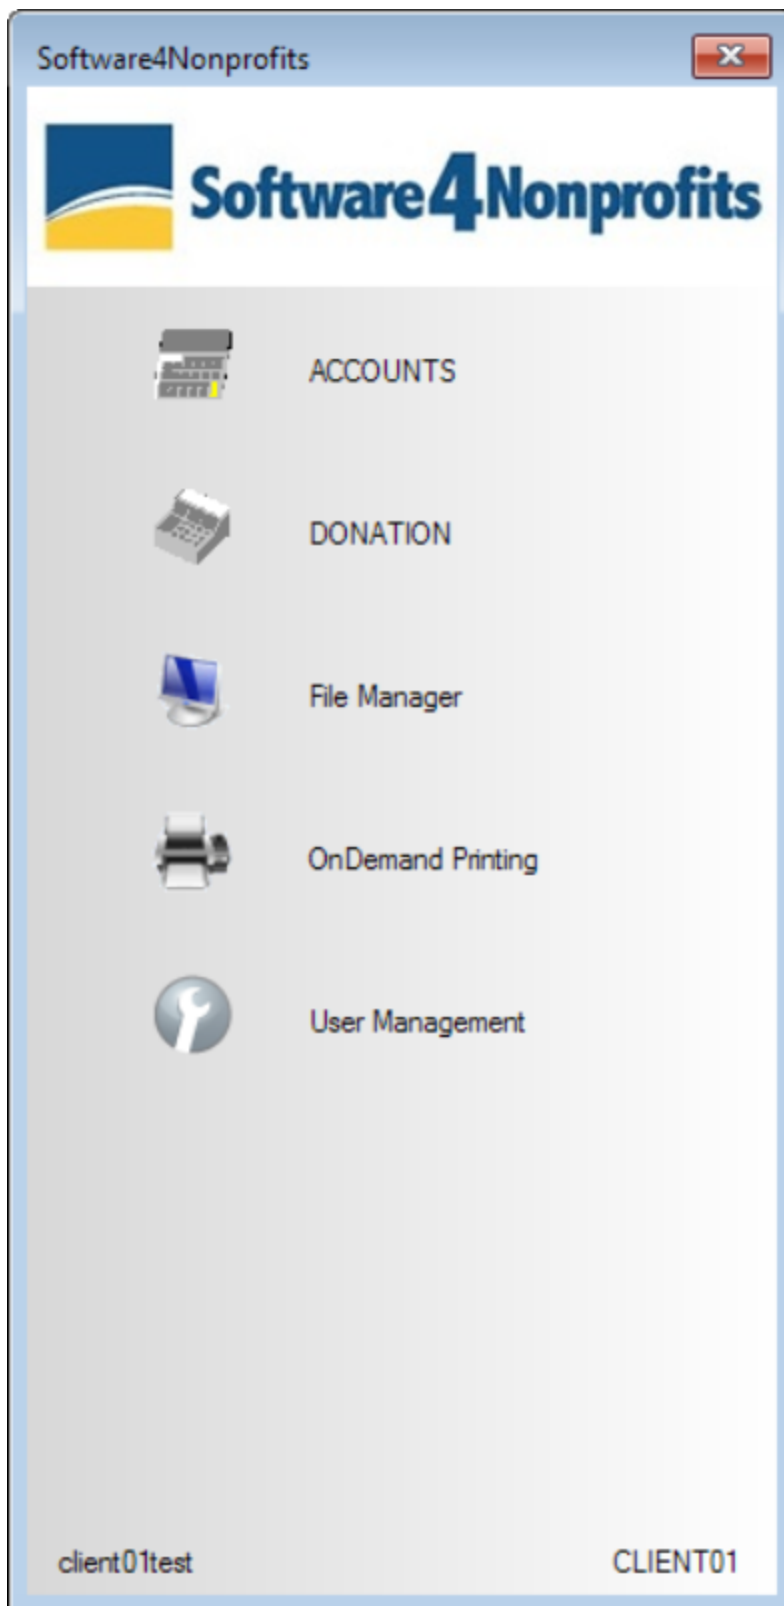 Software4Nonprofits
Software4Nonprofits
ACCOUNTS
DONATION
File Manager
OnDemand Printing
User Management
client01test CLIENT01